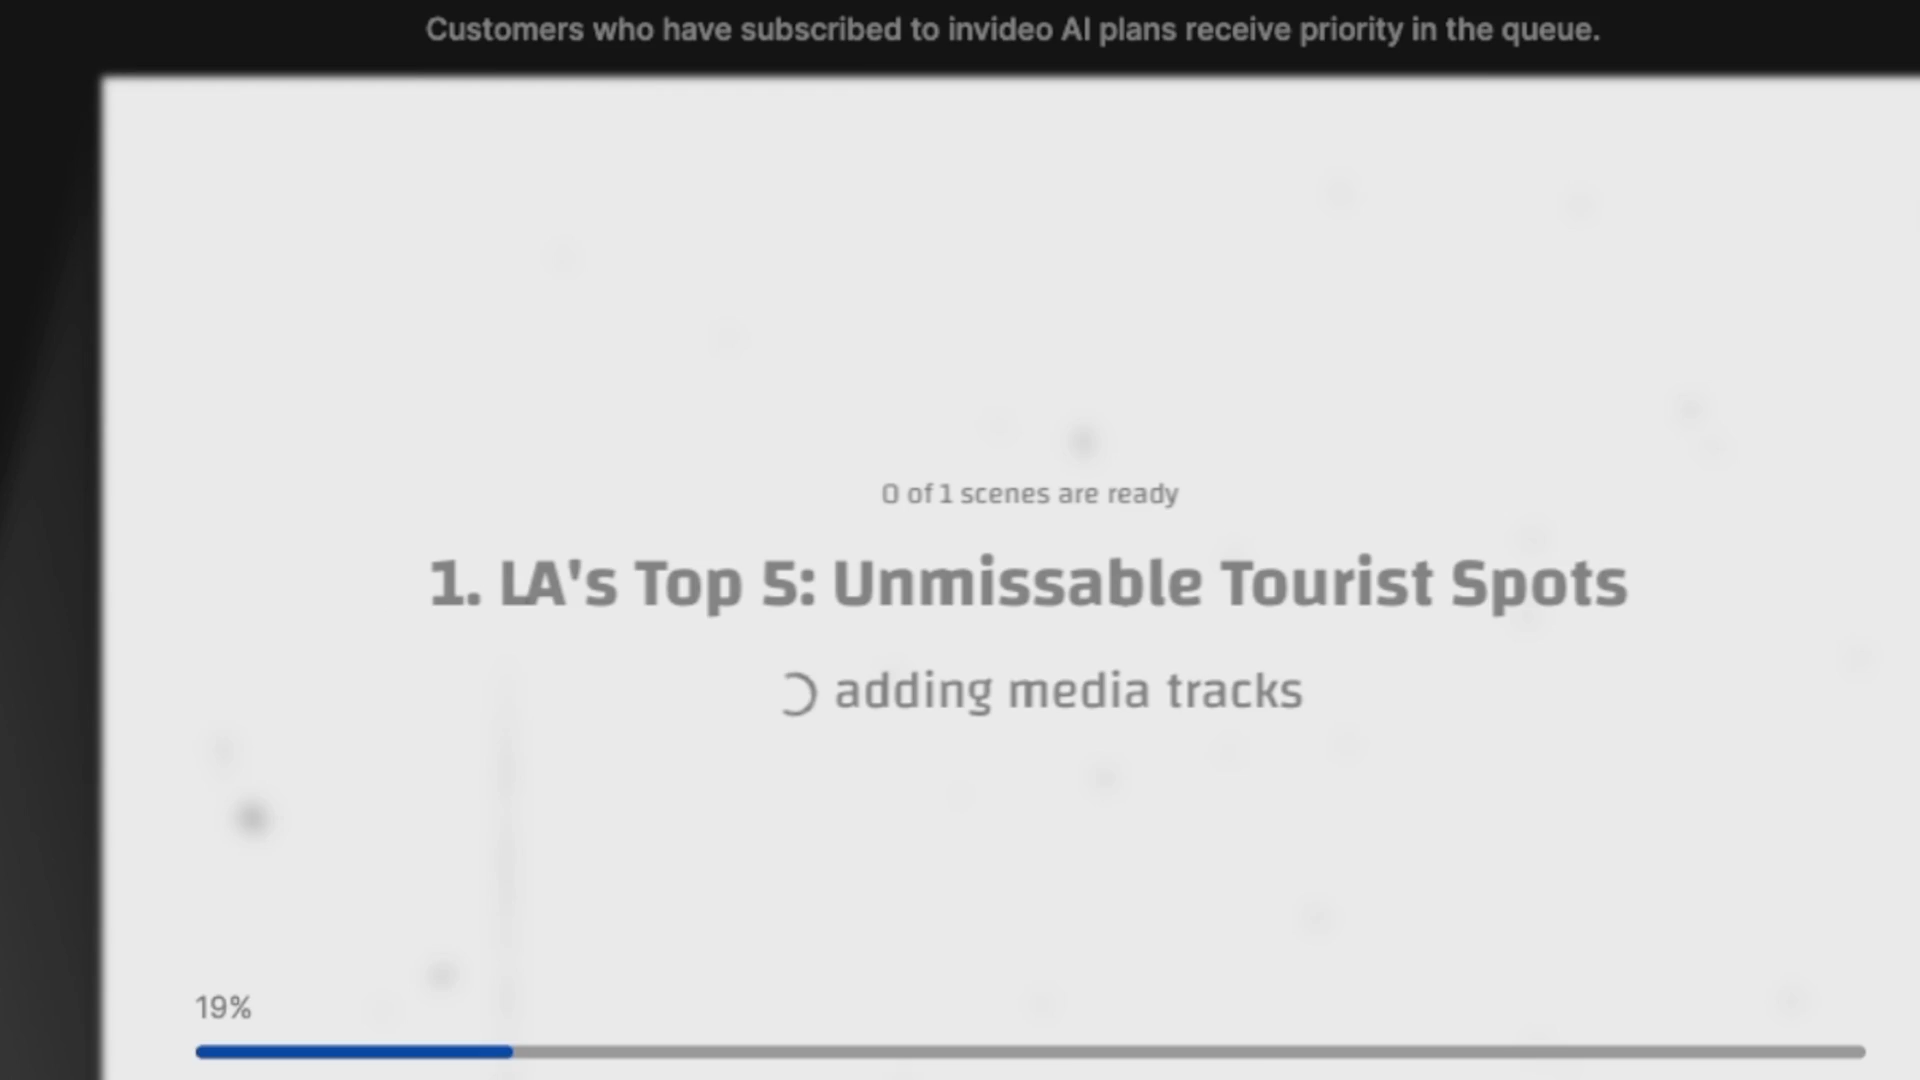 Customers who have subscribed to invideo AI plans receive priority in the queue.
0 of 1 scenes are ready
1. LA's Top 5: Unmissable Tourist Spots
adding media tracks
19%